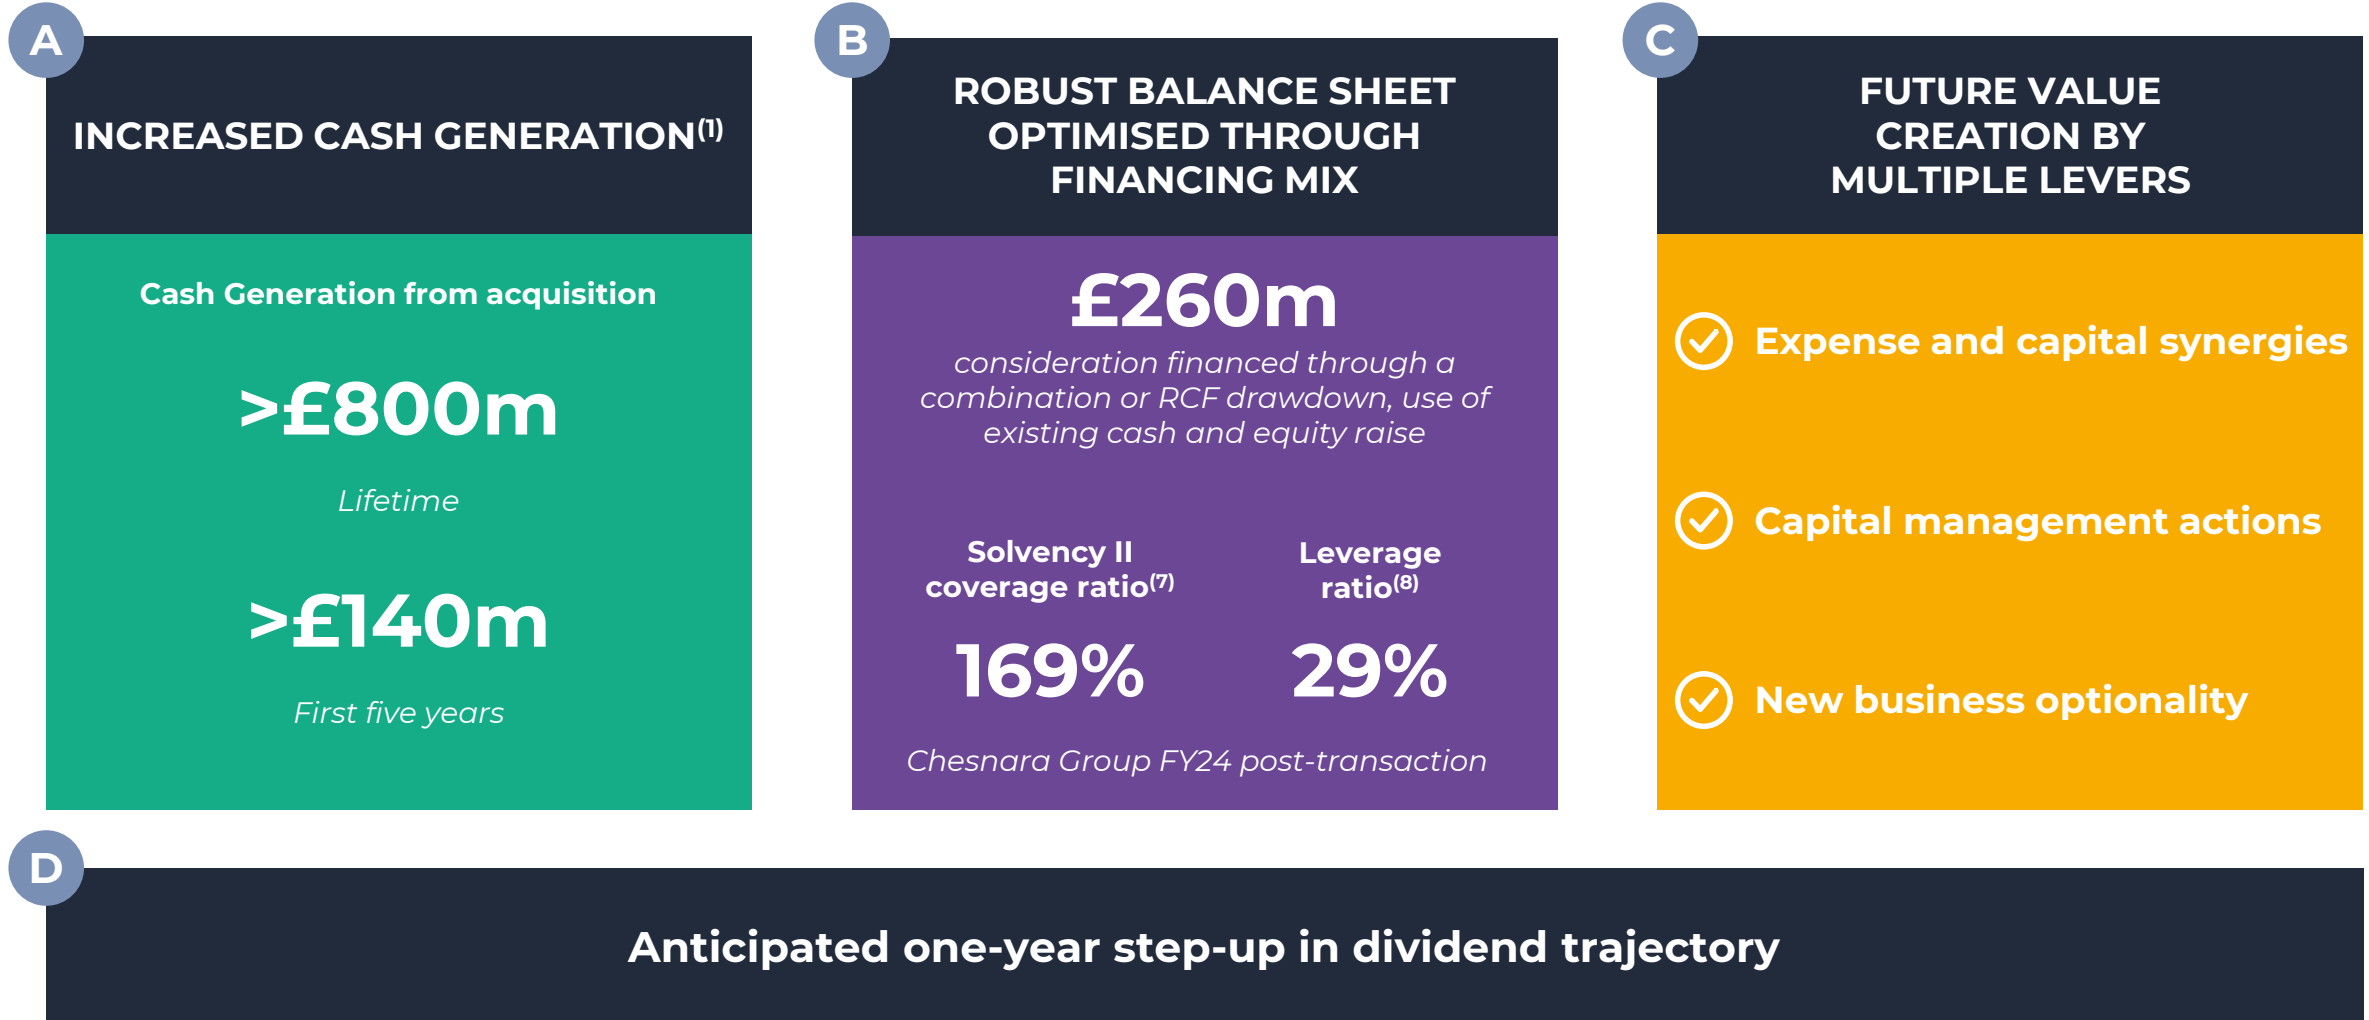 A
INCREASED CASH GENERATION(1)
Cash Generation from acquisition
>£800m
Lifetime
>£140m
First five years
B
ROBUST BALANCE SHEET
OPTIMISED THROUGH
FINANCING MIX
£260m
consideration financed through a
combination or RCF drawdown, use of
existing cash and equity raise
Solvency II
coverage ratio(7)
169%
Leverage
ratio(8)
29%
Chesnara Group FY24 post-transaction
C
FUTURE VALUE
CREATION BY
MULTIPLE LEVERS
Expense and capital synergies
Capital management actions
New business optionality
D
Anticipated one-year step-up in dividend trajectory